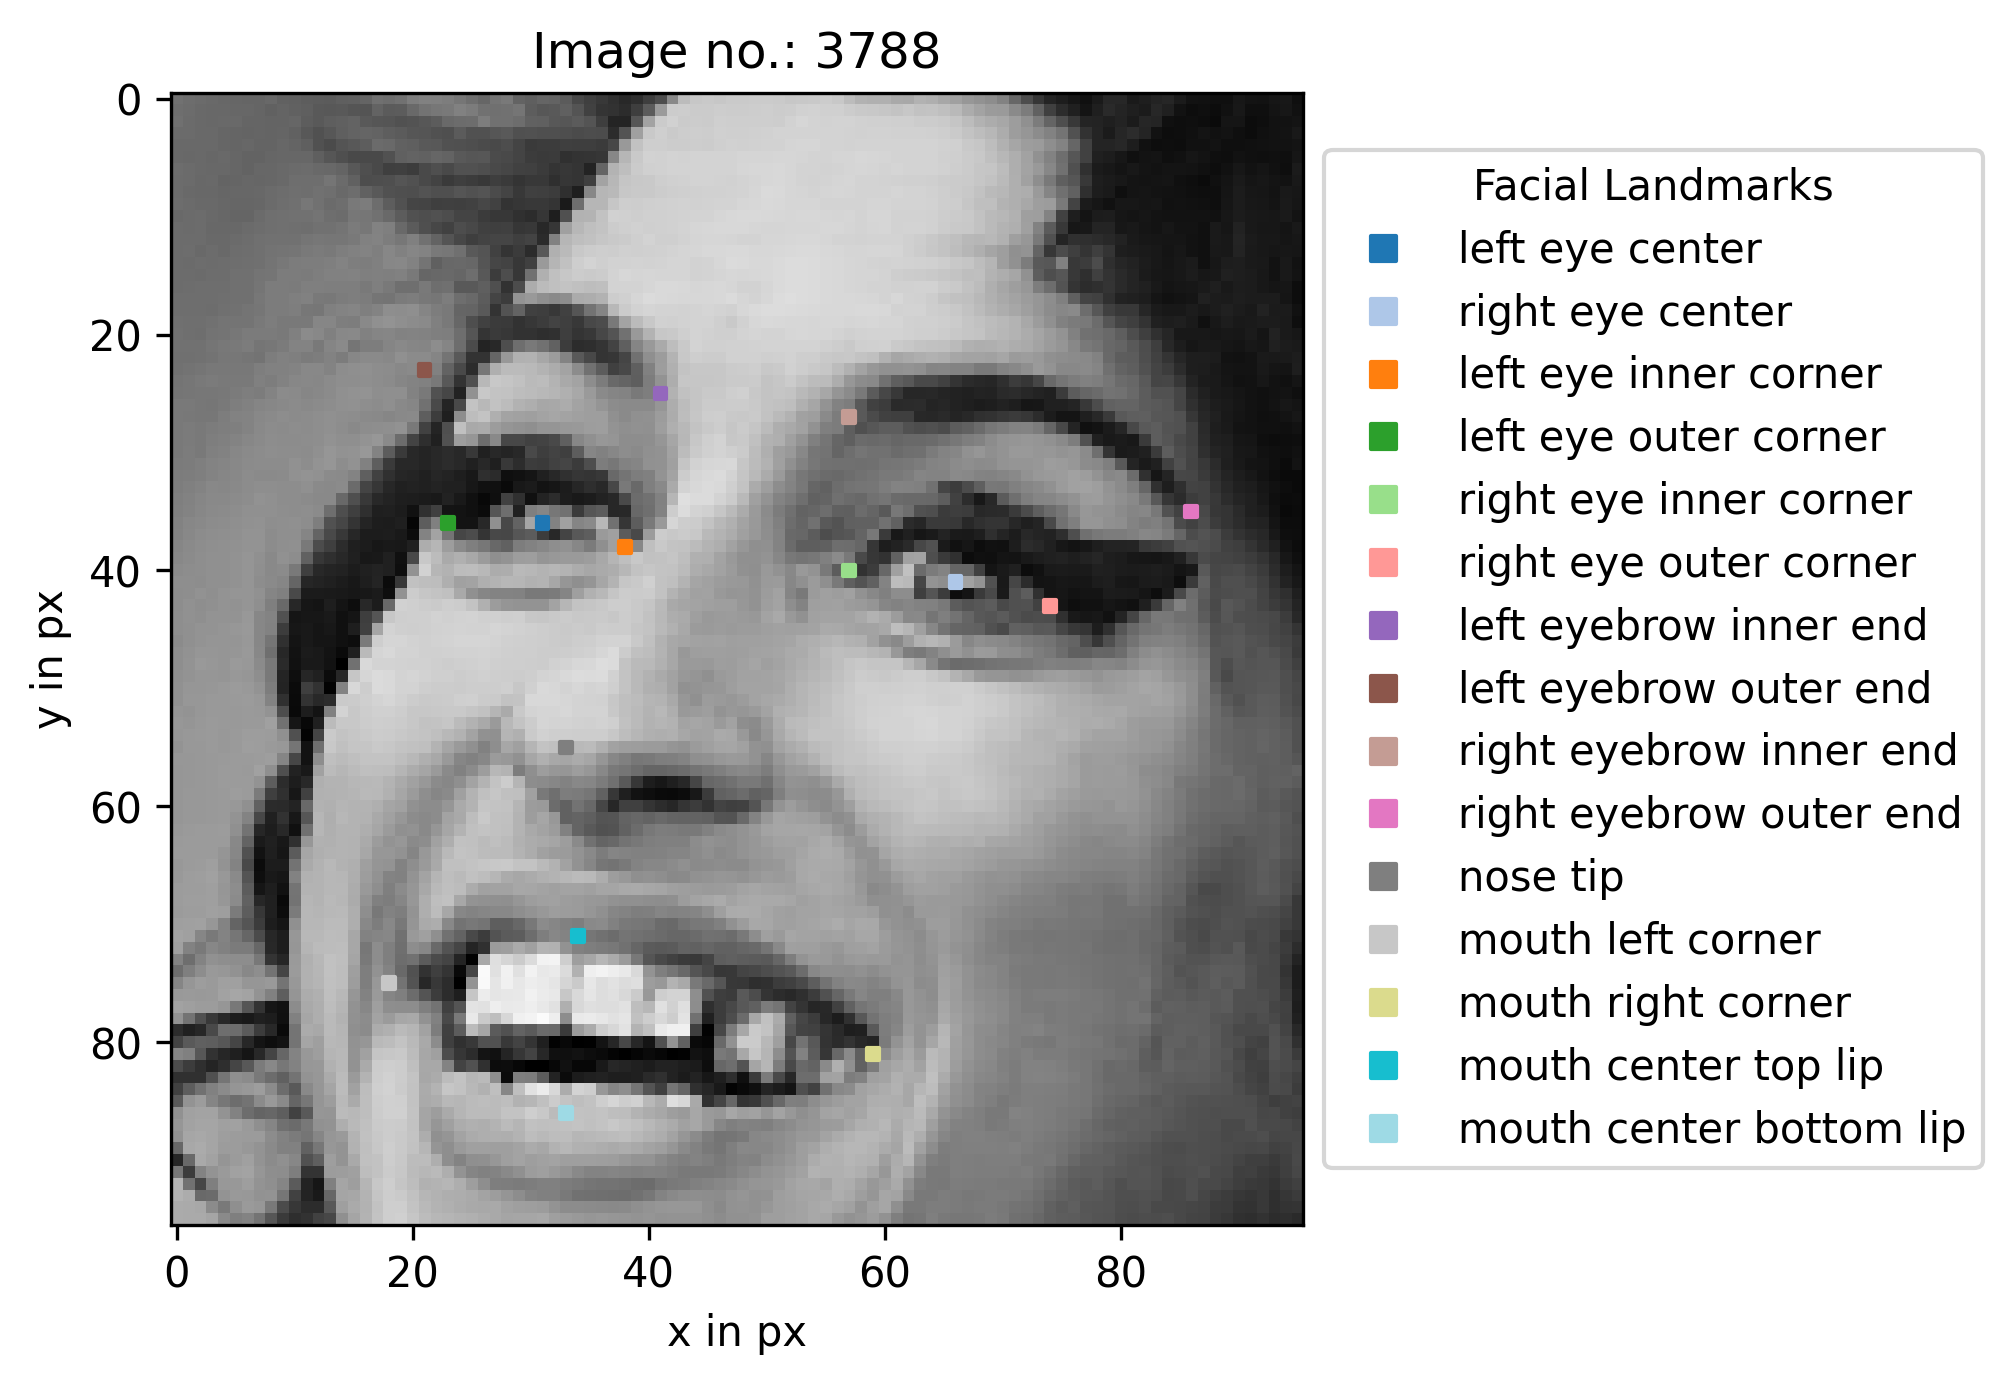 Image no.: 3788
0
20
40
60
80
y in px
0 20 40 60 80
x in px
Facial Landmarks
left eye center
right eye center
left eye inner corner
left eye outer corner
right eye inner corner
right eye outer corner
left eyebrow inner end
left eyebrow outer end
right eyebrow inner end
right eyebrow outer end
nose tip
mouth left corner
mouth right corner
mouth center top lip
mouth center bottom lip